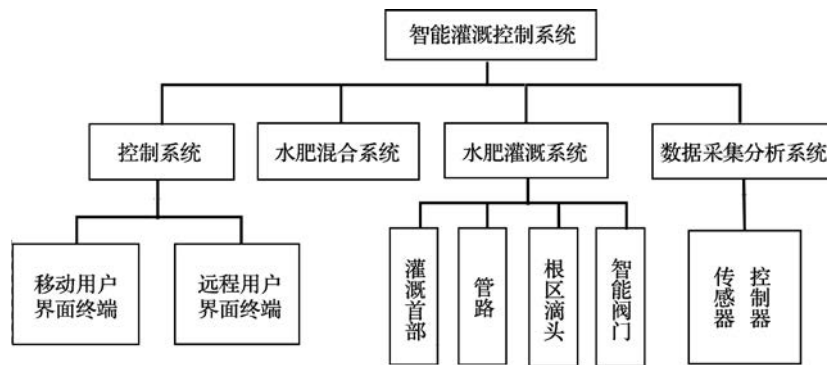 智能灌溉控制系统
控制系统
水肥混合系统
水肥灌溉系统
数据采集分析系统
移动用户
界面终端
远程用户
界面终端
灌溉首部
管路
根区滴头
智能阀门
控制器
传感器